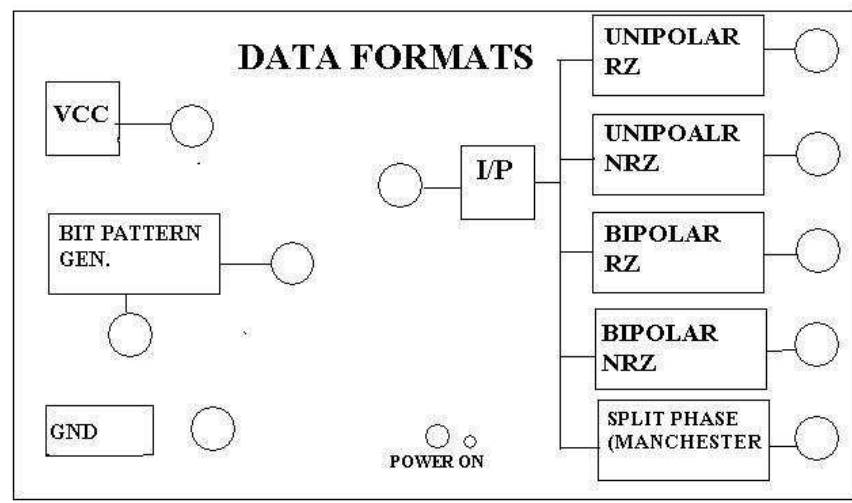 DATA FORMATS
VCC
BIT PATTERN
GEN.
GND
I/P
POWER ON
UNIPOLAR
RZ
UNIPOALR
NRZ
BIPOLAR
RZ
BIPOLAR
NRZ
SPLIT PHASE
(MANCHESTER